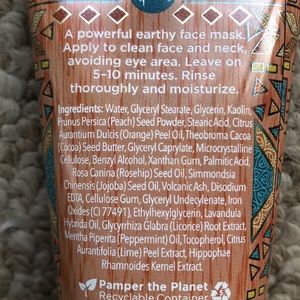 A powerful earthy face mask.
Apply to clean face and neck,
avoiding eye area. Leave on
5-10 minutes. Rinse
thoroughly and moisturize.
Ingredients: Water, Glyceryl Stearate, Glycerin, Kaolin,
Prunus Persica (Peach) Seed Powder, Stearic Acid, Citrus
Aurantium Dulcis (Orange) Peel Oil, Theobroma Cacao
(Cocoa) Seed Butter, Glyceryl Caprylate, Microcrystalline
Cellulose, Benzyl Alcohol, Xanthan Gum, Palmitic Acid,
Rosa Canina (Rosehip) Seed Oil, Simmondsia
Chinensis (Jojoba) Seed Oil, Volcanic Ash, Disodium
EDTA, Cellulose Gum, Glyceryl Undecylenate, Iron
Oxides (CI 77491), Ethylhexylglycerin, Lavandula
Hybrida Oil, Glycyrrhiza Glabra (Licorice) Root Extract,
Mentha Piperita (Peppermint) Oil, Tocopherol, Citrus
Aurantifolia (Lime) Peel Extract, Hippophae
Rhamnoides Kernel Extract.
Pamper the Planet
Recyclable Container
5